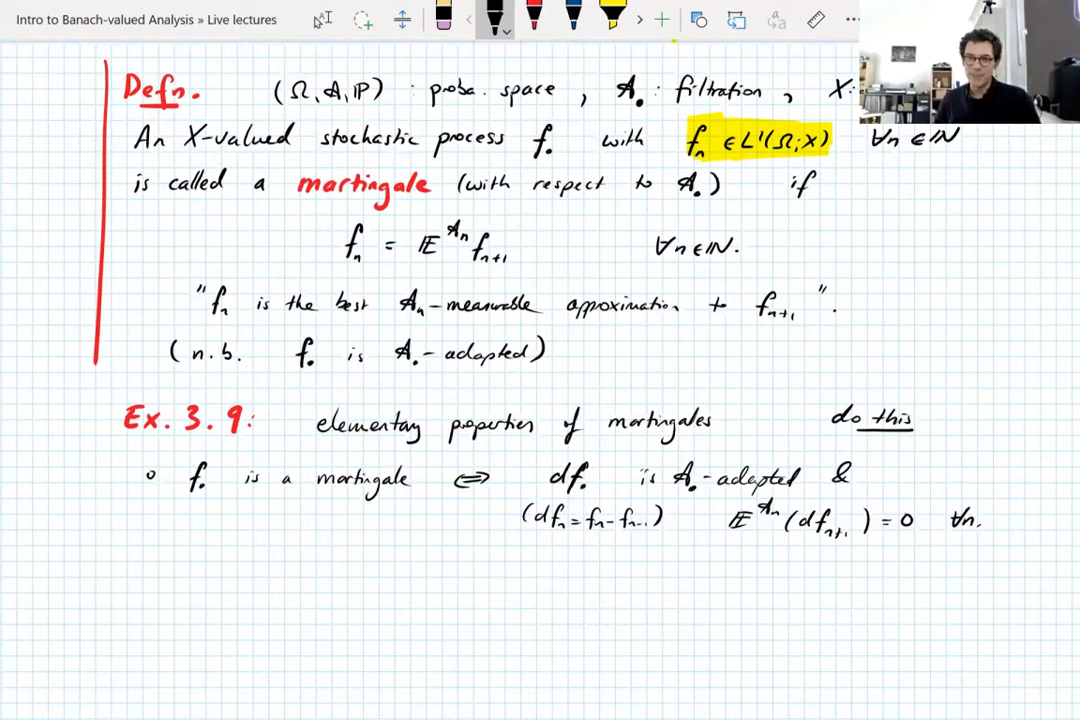 Intro to Banach-valued Analysis » Live lectures
Defn. (Ω, 𝒜, ℙ) : proba. space , 𝒜. : filtration , X:
An X-valued stochastic process f. with fₙ ∈ L¹(Ω; X) ∀n ∈ ℕ
is called a martingale (with respect to 𝒜.) if
fₙ = 𝔼^𝒜ₙ fₙ₊₁ ∀n ∈ ℕ.
"fₙ is the best 𝒜ₙ-measurable approximation to fₙ₊₁".
(n.b. f. is 𝒜.-adapted)
Ex. 3.9: elementary properties of martingales do this
∘ f. is a martingale ⟺ df. is 𝒜.-adapted &
(dfₙ = fₙ - fₙ₋₁) 𝔼^𝒜ₙ (dfₙ₊₁) = 0 ∀n.